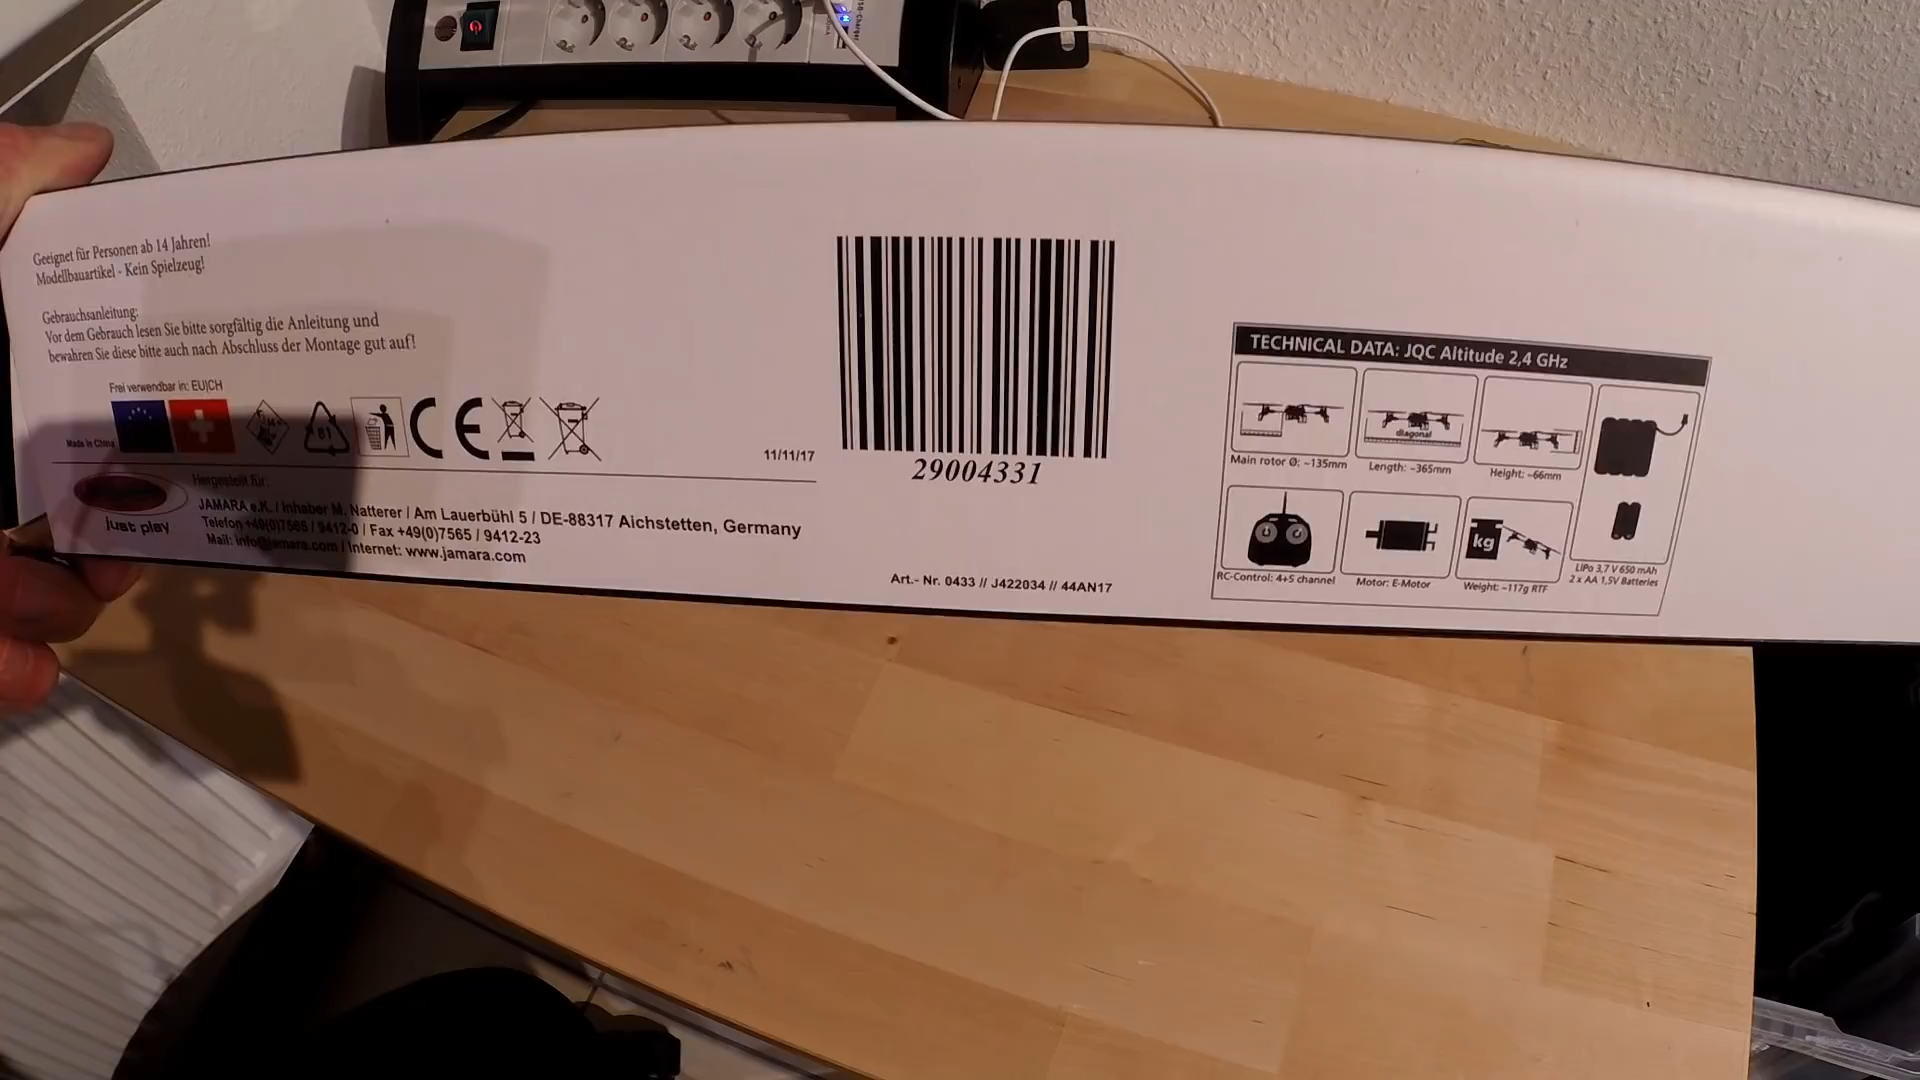 USB-Charger
Geeignet für Personen ab 14 Jahren!
Modellbauartikel - Kein Spielzeug!
Gebrauchsanleitung:
Vor dem Gebrauch lesen Sie bitte sorgfältig die Anleitung und
bewahren Sie diese bitte auch nach Abschluss der Montage gut auf!
Frei verwendbar in: EU|CH
Made in China
81
CE
11/11/17
Hergestellt für:
just play
JAMARA e.K. / Inhaber M. Natterer / Am Lauerbühl 5 / DE-88317 Aichstetten, Germany
Telefon +49(0)7565 / 9412-0 / Fax +49(0)7565 / 9412-23
Mail: info@jamara.com / Internet: www.jamara.com
29004331
Art.- Nr. 0433 // J422034 // 44AN17
TECHNICAL DATA: JQC Altitude 2,4 GHz
diagonal
Main rotor Ø: ~135mm
Length: ~365mm
Height: ~66mm
kg
RC-Control: 4+5 channel
Motor: E-Motor
Weight: ~117g RTF
LiPo 3,7 V 650 mAh
2 x AA 1,5V Batteries